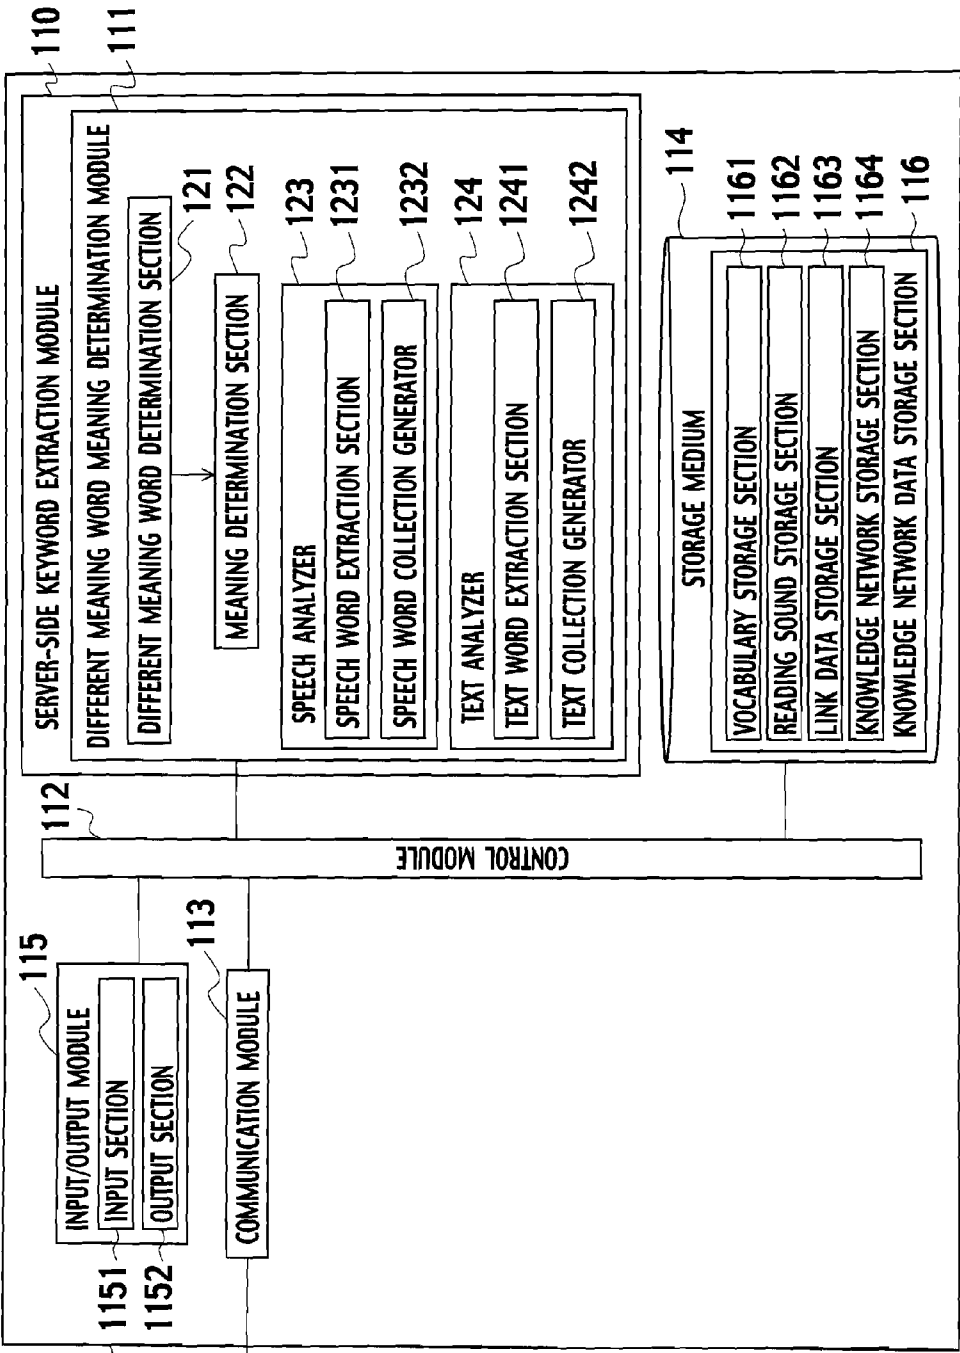 110
111
SERVER-SIDE KEYWORD EXTRACTION MODULE
DIFFERENT MEANING WORD MEANING DETERMINATION MODULE
DIFFERENT MEANING WORD DETERMINATION SECTION
121
MEANING DETERMINATION SECTION
122
SPEECH ANALYZER
123
SPEECH WORD EXTRACTION SECTION
1231
SPEECH WORD COLLECTION GENERATOR
1232
TEXT ANALYZER
124
TEXT WORD EXTRACTION SECTION
1241
TEXT COLLECTION GENERATOR
1242
STORAGE MEDIUM
114
VOCABULARY STORAGE SECTION
1161
READING SOUND STORAGE SECTION
1162
LINK DATA STORAGE SECTION
1163
KNOWLEDGE NETWORK STORAGE SECTION
1164
KNOWLEDGE NETWORK DATA STORAGE SECTION
116
112
CONTROL MODULE
115
INPUT/OUTPUT MODULE
INPUT SECTION
1151
OUTPUT SECTION
1152
113
COMMUNICATION MODULE